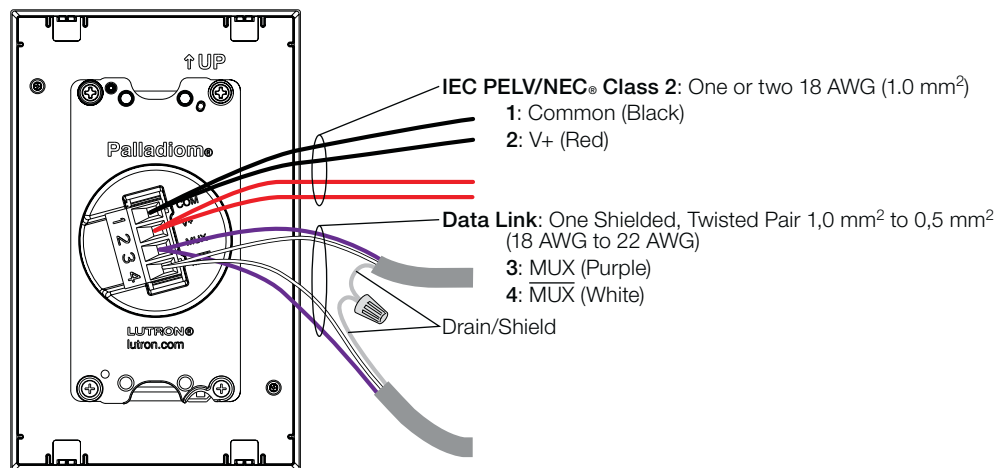 ↑ UP
IEC PELV/NEC® Class 2: One or two 18 AWG (1.0 mm²)
1: Common (Black)
2: V+ (Red)
Palladiom®
COM
V+
MUX
1
2
3
4
Data Link: One Shielded, Twisted Pair 1,0 mm² to 0,5 mm²
(18 AWG to 22 AWG)
3: MUX (Purple)
4: M̅U̅X̅ (White)
Drain/Shield
LUTRON®
lutron.com